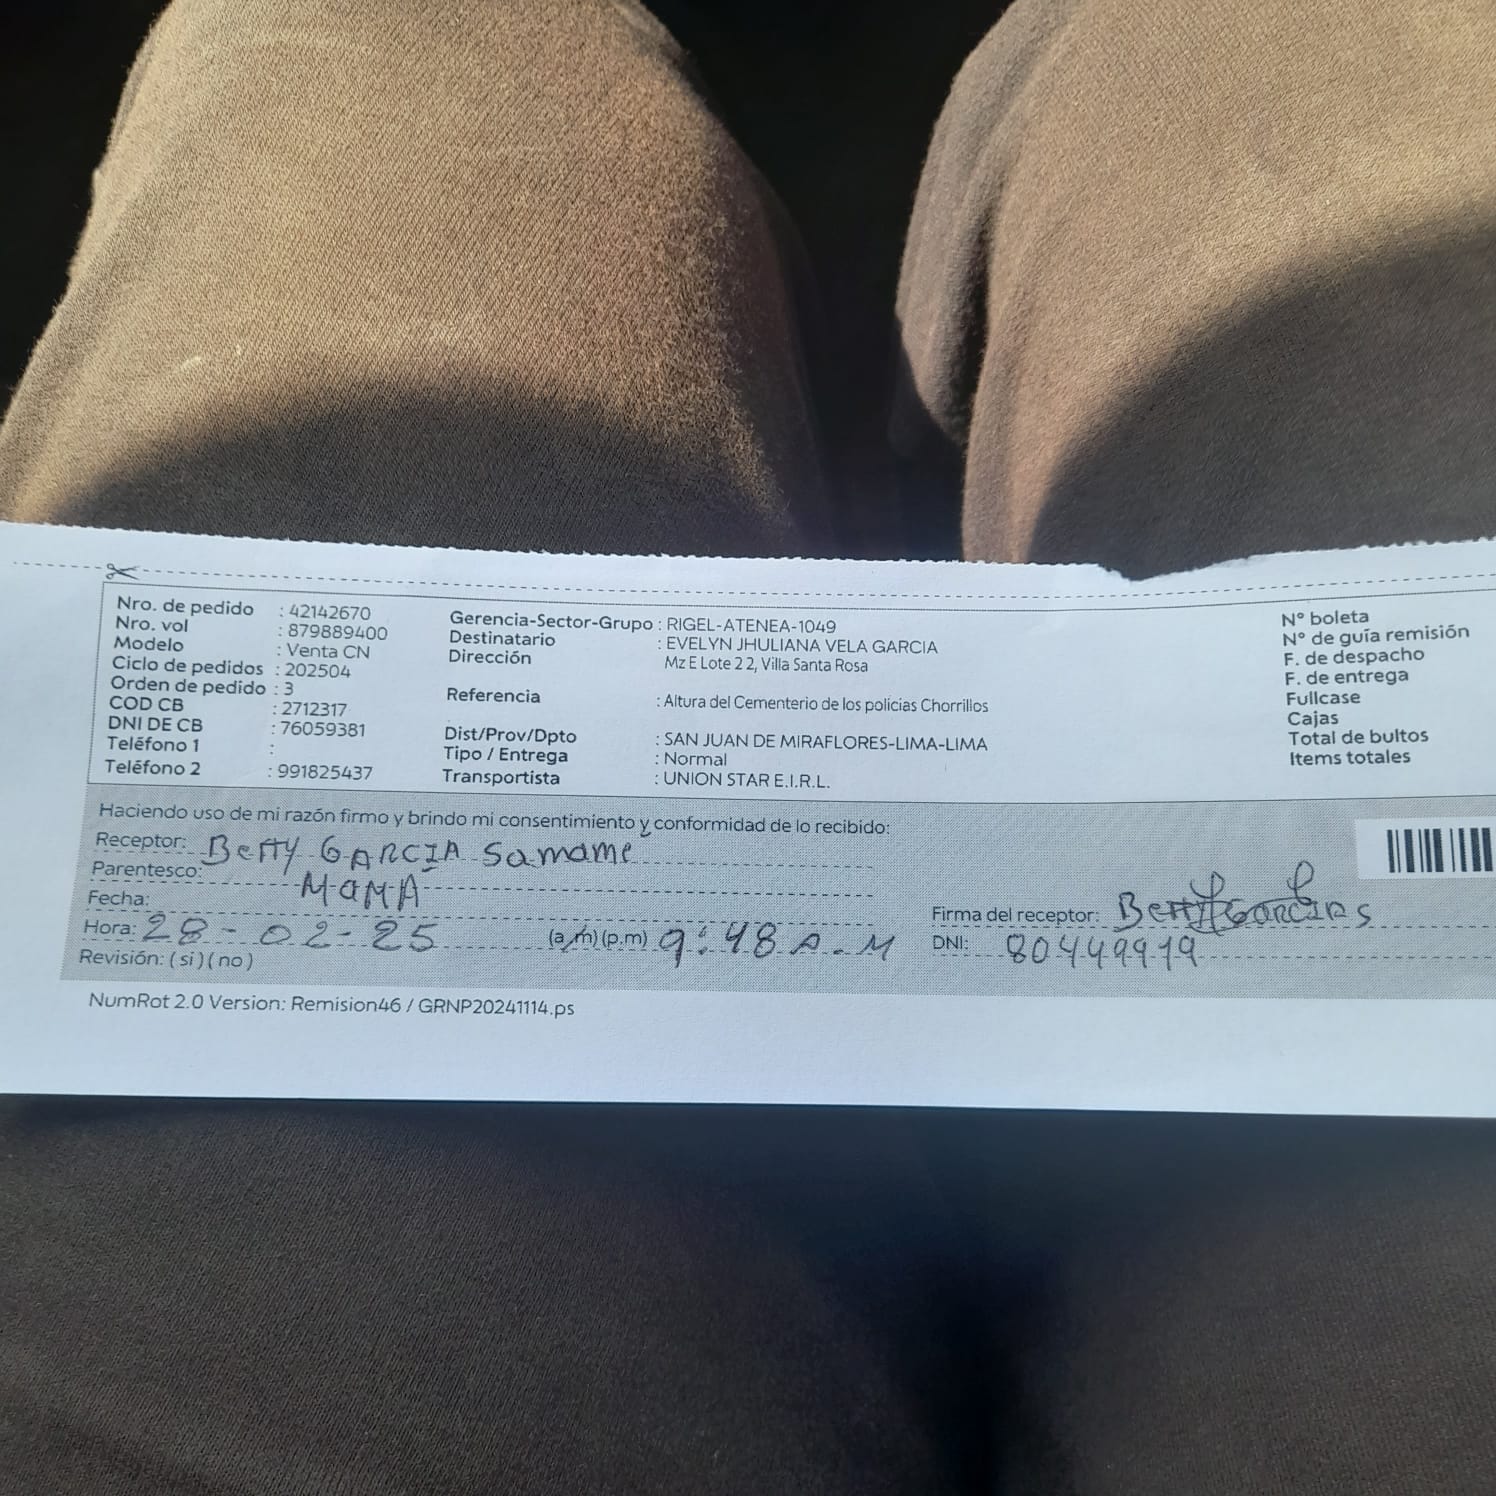 Nro. de pedido : 42142670
Nro. vol : 879889400
Modelo : Venta CN
Ciclo de pedidos : 202504
Orden de pedido : 3
COD CB : 2712317
DNI DE CB : 76059381
Teléfono 1 :
Teléfono 2 : 991825437
Gerencia-Sector-Grupo : RIGEL-ATENEA-1049
Destinatario : EVELYN JHULIANA VELA GARCIA
Dirección Mz E Lote 2 2, Villa Santa Rosa
Referencia : Altura del Cementerio de los policias Chorrillos
Dist/Prov/Dpto : SAN JUAN DE MIRAFLORES-LIMA-LIMA
Tipo / Entrega : Normal
Transportista : UNION STAR E.I.R.L.
N° boleta
N° de guía remisión
F. de despacho
F. de entrega
Fullcase
Cajas
Total de bultos
Items totales
Haciendo uso de mi razón firmo y brindo mi consentimiento y conformidad de lo recibido:
Receptor: Betty GARCIA Samame
Parentesco: MaMA
Fecha:
Hora: 28-02-25 (a.m) (p.m) 9:48 A.M
Revisión: ( si ) ( no )
Firma del receptor: Betty Garcia S
DNI: 80449919
NumRot 2.0 Version: Remision46 / GRNP20241114.ps